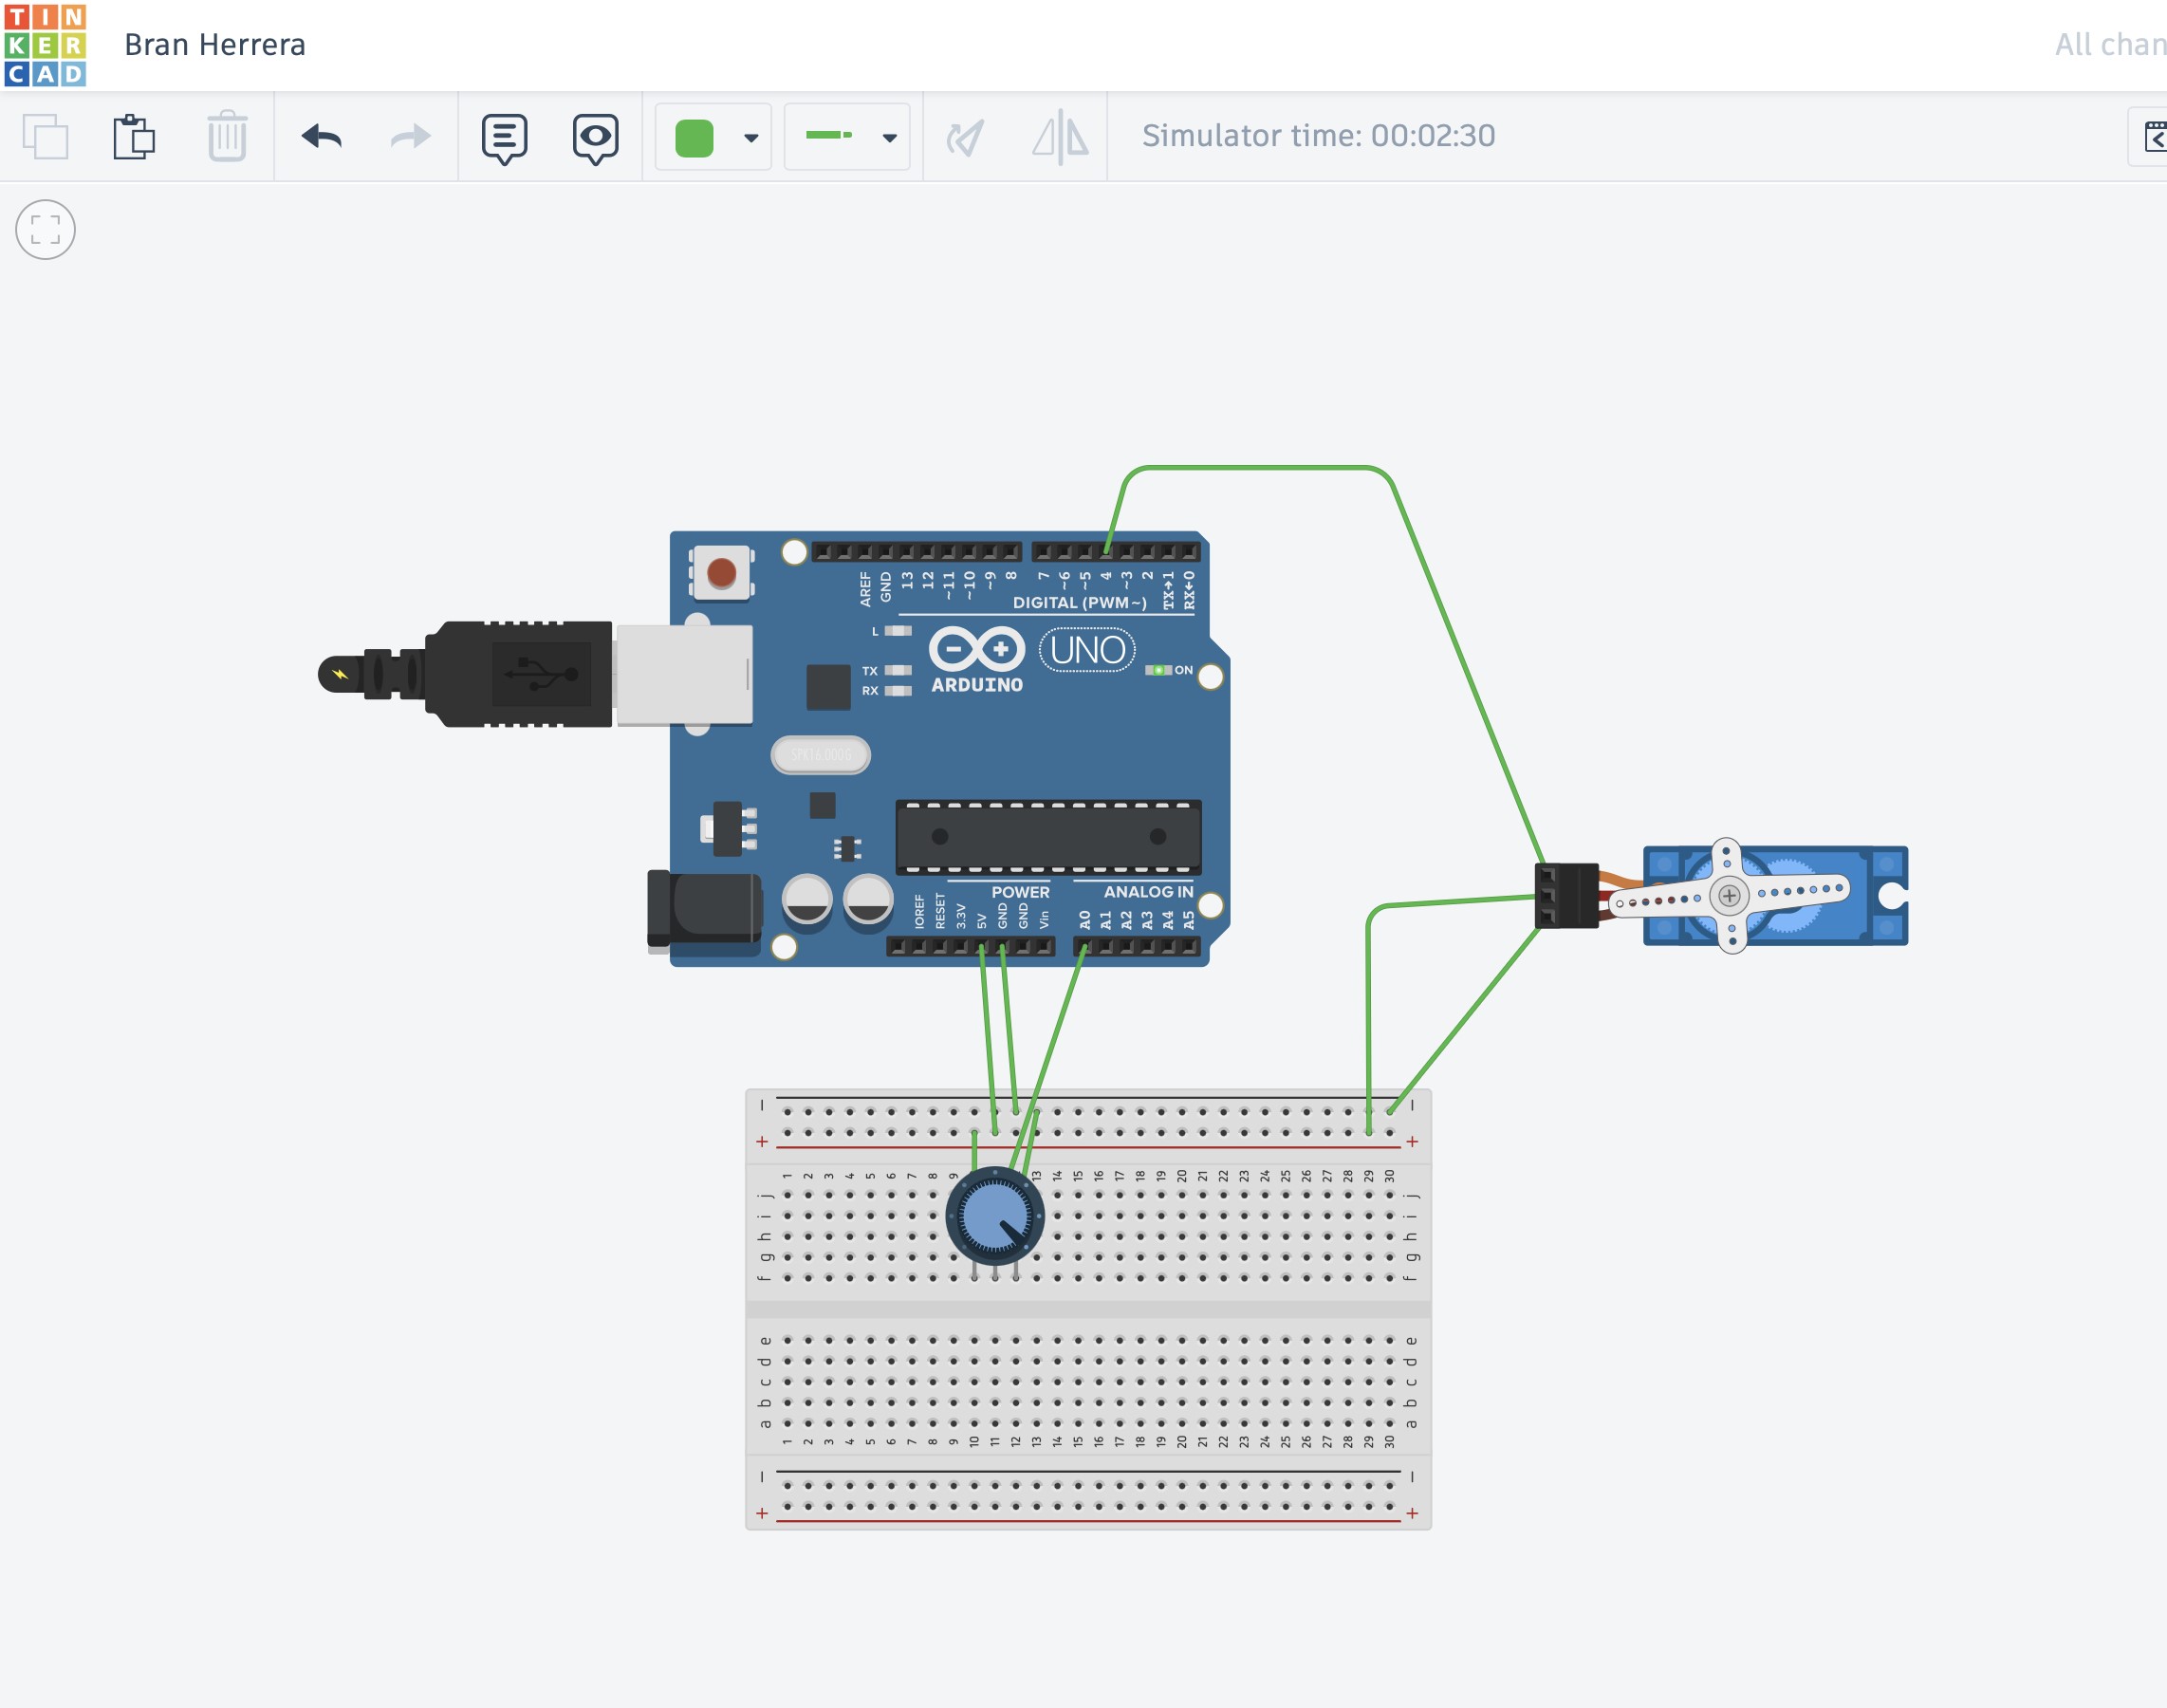 TIN
KER
CAD
Bran Herrera
All chan
Simulator time: 00:02:30
AREF GND 13 12 ~11 ~10 ~9 8 7 ~6 ~5 4 ~3 2 TX→1 RX←0
DIGITAL (PWM~)
L
UNO
TX
RX
ARDUINO
ON
SPK16.000G
POWER ANALOG IN
IOREF RESET 3.3V 5V GND GND Vin A0 A1 A2 A3 A4 A5
− −
+ +
1 2 3 4 5 6 7 8 9 13 14 15 16 17 18 19 20 21 22 23 24 25 26 27 28 29 30
j j
i i
h h
g g
f f
e e
d d
c c
b b
a a
1 2 3 4 5 6 7 8 9 10 11 12 13 14 15 16 17 18 19 20 21 22 23 24 25 26 27 28 29 30
− −
+ +